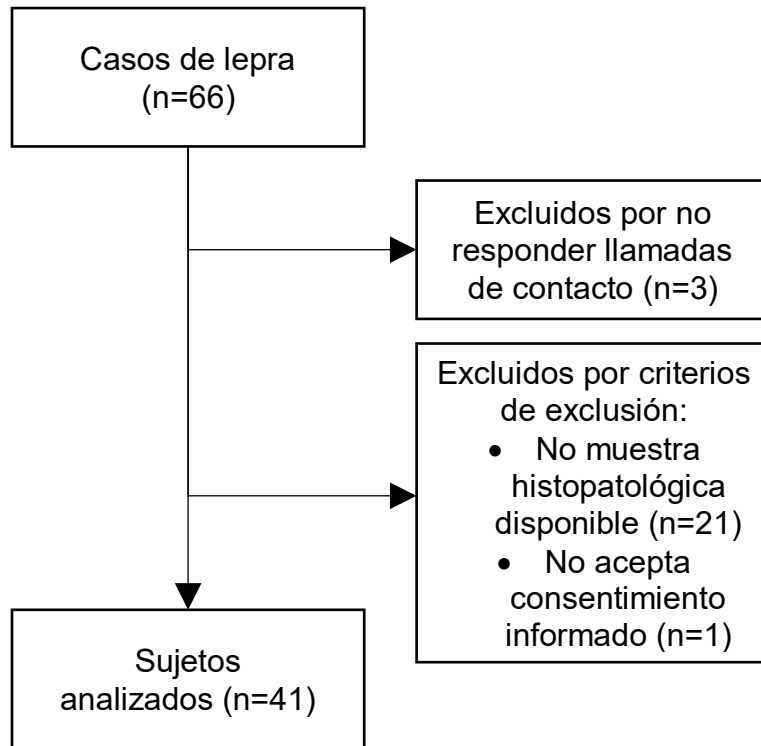 Casos de lepra
(n=66)
Excluidos por no
responder llamadas
de contacto (n=3)
Excluidos por criterios
de exclusión:
• No muestra
histopatológica
disponible (n=21)
• No acepta
consentimiento
informado (n=1)
Sujetos
analizados (n=41)